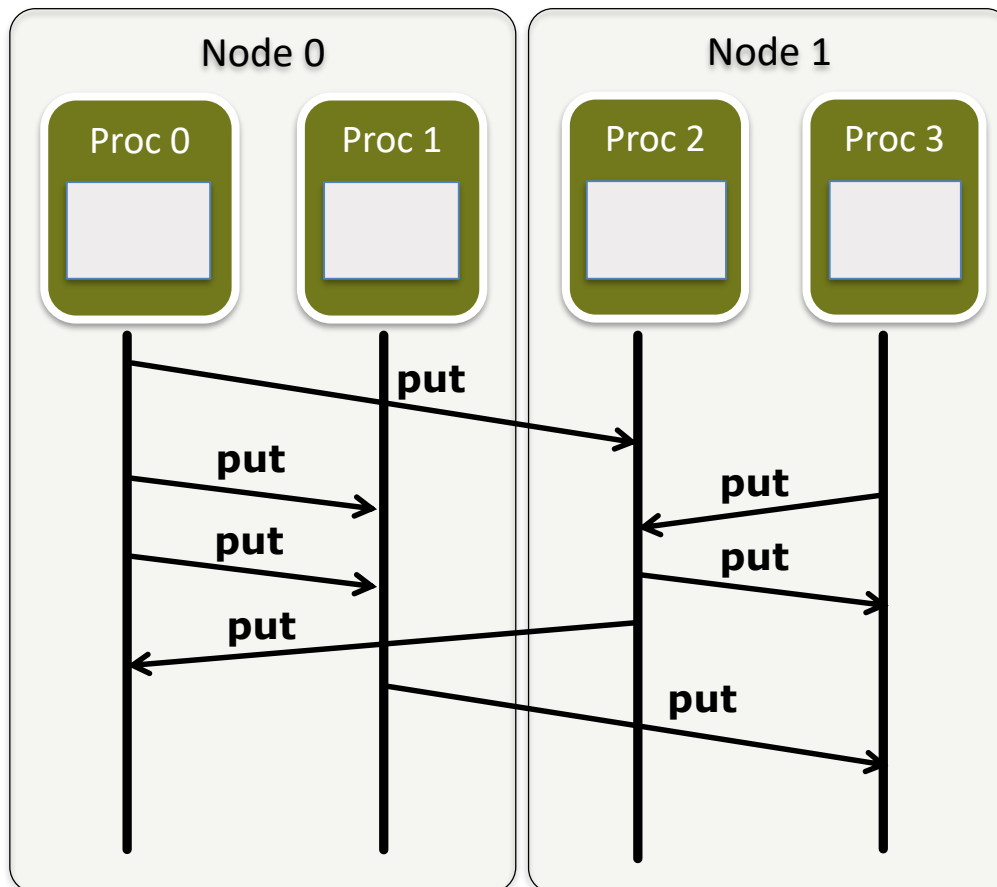 Node 0
Node 1
Proc 0
Proc 1
Proc 2
Proc 3
put
put
put
put
put
put
put